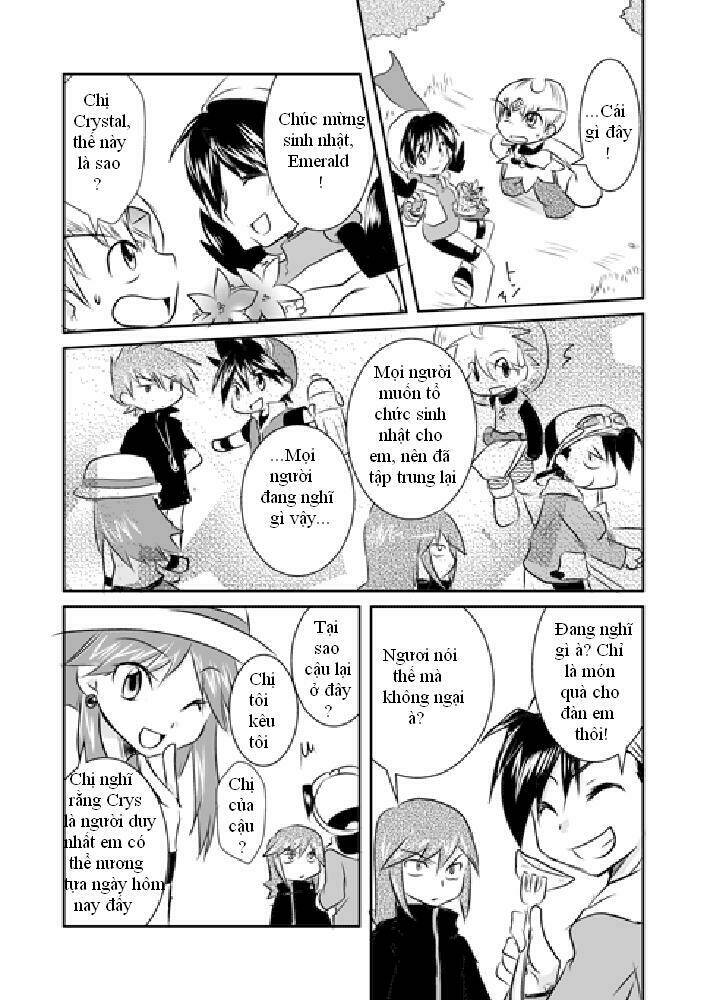 ...Cái
gì đây
!
Chúc mừng
sinh nhật,
Emerald
!
Chị
Crystal,
thế này
là sao
?
Mọi người
muốn tổ
chức sinh
nhật cho
em, nên đã
tập trung lại
...Mọi
người
đang nghĩ
gì vậy...
Đang nghĩ
gì à? Chỉ
là món
quà cho
đàn em
thôi!
Ngươi nói
thế mà
không ngại
à?
Tại
sao
cậu lại
ở đây
?
Chị
tôi
kêu
tôi
Chị
của
cậu
?
Chị nghĩ
rằng Crys
là người duy
nhất em có
thể nương
tựa ngày hôm
nay đấy